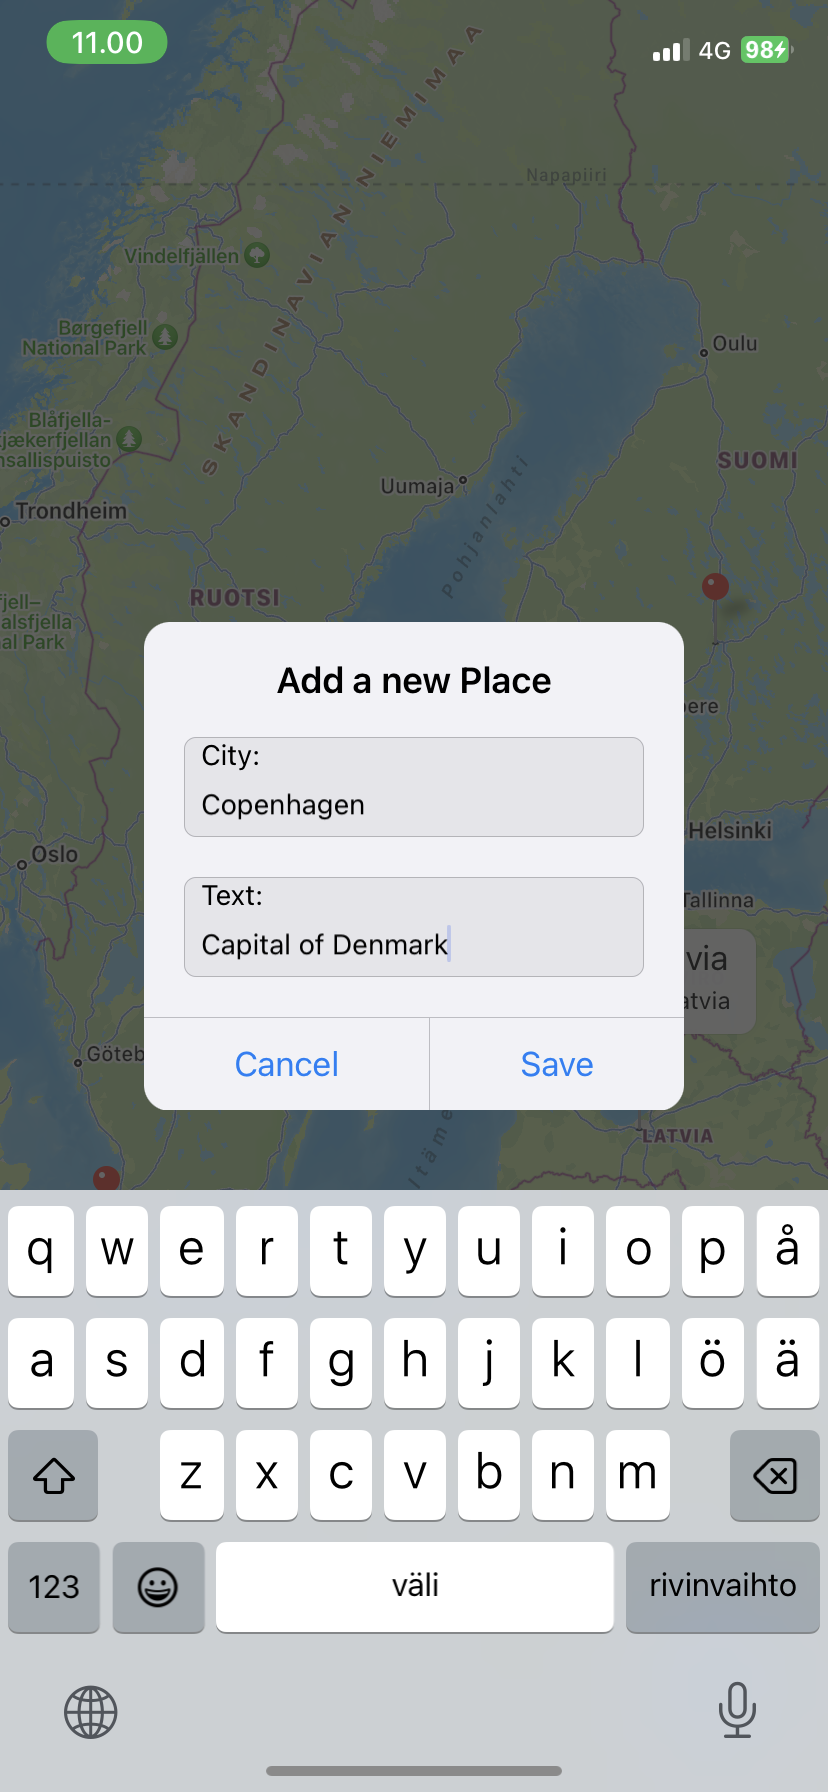 11.00
4G 98
SKANDINAVIAN NIEMIMAA
Napapiiri
Vindelfjällen
Børgefjell
National Park
Oulu
Blåfjella-
jækerfjellan
nsallispuisto
SUOMI
Uumaja
Pohjanlahti
Trondheim
RUOTSI
fjell–
alsfjella
al Park
Add a new Place
ere
City:
Copenhagen
Helsinki
Oslo
Text:
Tallinna
Capital of Denmark
via
atvia
Göteb
Cancel
Save
ltäme
LATVIA
q w e r t y u i o p å
a s d f g h j k l ö ä
z x c v b n m
123
väli
rivinvaihto